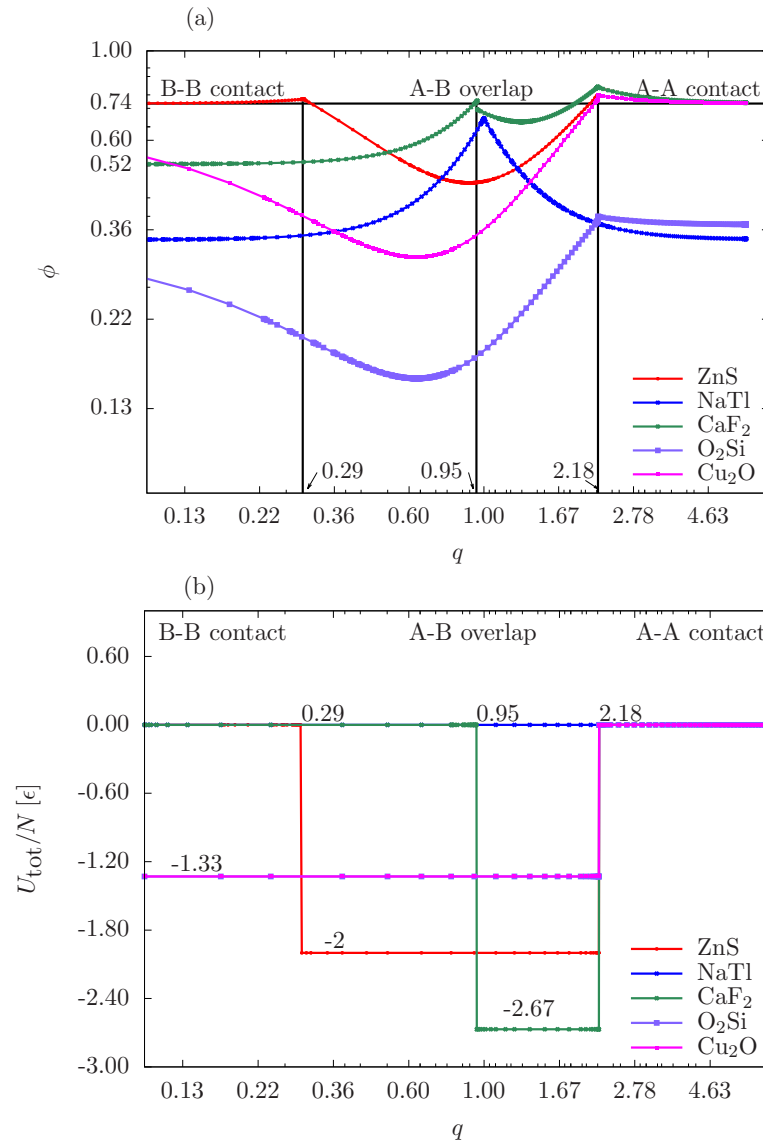 (a)
1.00
0.74
0.60
0.52
0.36
0.22
0.13
ϕ
B-B contact A-B overlap A-A contact
ZnS
NaTl
CaF₂
O₂Si
Cu₂O
0.29 0.95 2.18
0.13 0.22 0.36 0.60 1.00 1.67 2.78 4.63
q
(b)
B-B contact A-B overlap A-A contact
0.60
0.00
-0.60
-1.20
-1.80
-2.40
-3.00
U_tot/N [ϵ]
0.29 0.95 2.18
-1.33
-2
-2.67
ZnS
NaTl
CaF₂
O₂Si
Cu₂O
0.13 0.22 0.36 0.60 1.00 1.67 2.78 4.63
q